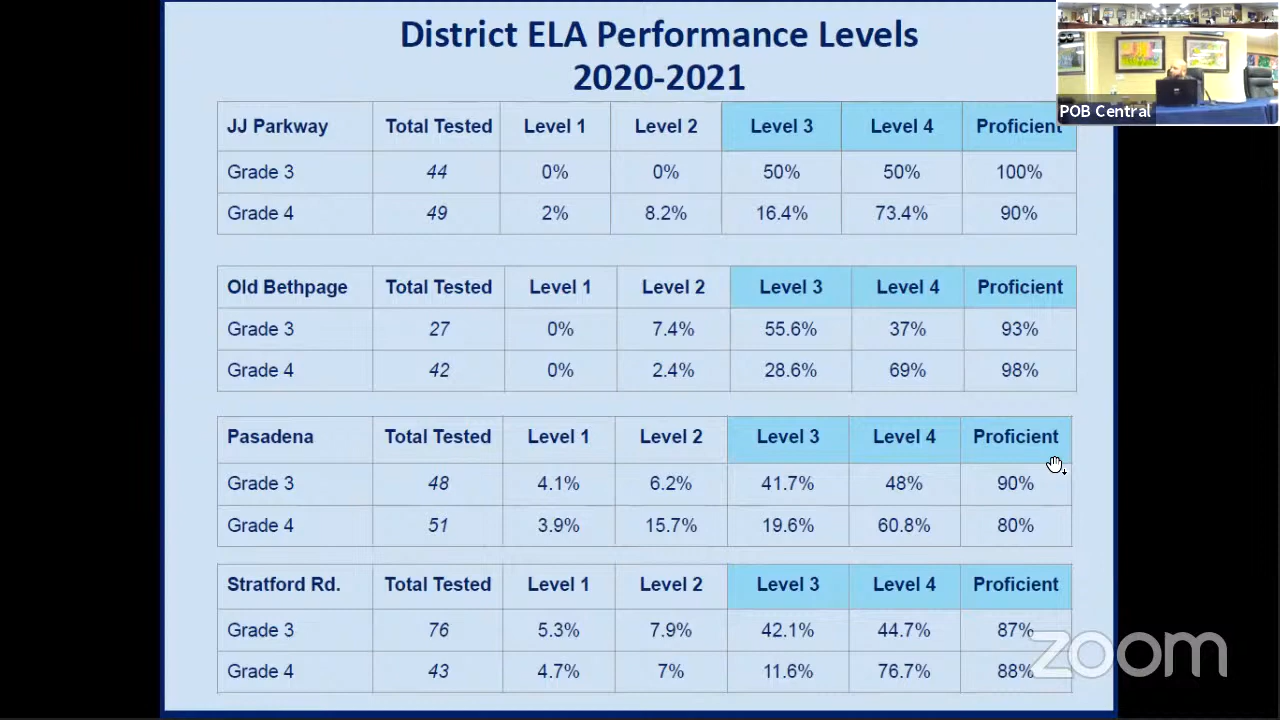 District ELA Performance Levels
2020-2021
POB Central
JJ Parkway Total Tested Level 1 Level 2 Level 3 Level 4 Proficient
Grade 3 44 0% 0% 50% 50% 100%
Grade 4 49 2% 8.2% 16.4% 73.4% 90%
Old Bethpage Total Tested Level 1 Level 2 Level 3 Level 4 Proficient
Grade 3 27 0% 7.4% 55.6% 37% 93%
Grade 4 42 0% 2.4% 28.6% 69% 98%
Pasadena Total Tested Level 1 Level 2 Level 3 Level 4 Proficient
Grade 3 48 4.1% 6.2% 41.7% 48% 90%
Grade 4 51 3.9% 15.7% 19.6% 60.8% 80%
Stratford Rd. Total Tested Level 1 Level 2 Level 3 Level 4 Proficient
Grade 3 76 5.3% 7.9% 42.1% 44.7% 87%
Grade 4 43 4.7% 7% 11.6% 76.7% 88%
zoom